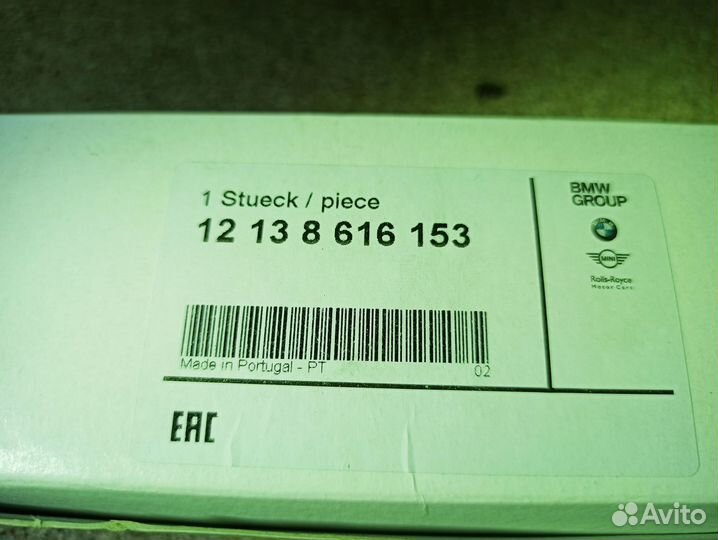 1 Stueck / piece
12 13 8 616 153
Made in Portugal - PT
02
BMW
GROUP
MINI
Rolls-Royce
Motor Cars
EAC
Avito